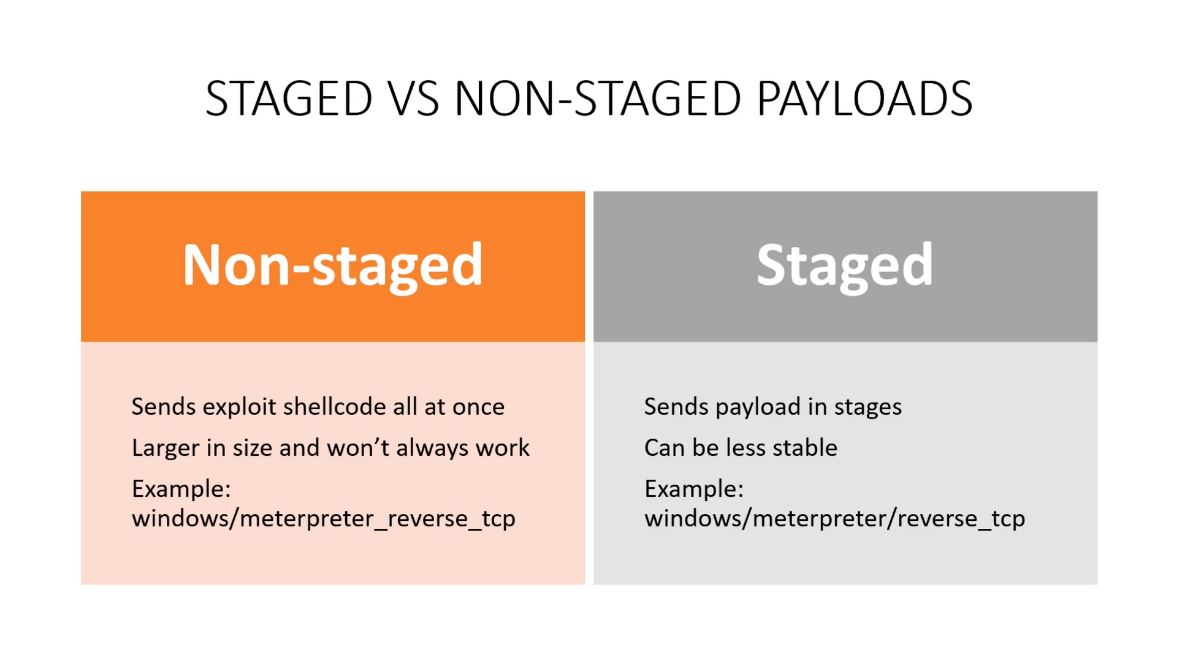 STAGED VS NON-STAGED PAYLOADS
Non-staged
Sends exploit shellcode all at once
Larger in size and won’t always work
Example:
windows/meterpreter_reverse_tcp
Staged
Sends payload in stages
Can be less stable
Example:
windows/meterpreter/reverse_tcp